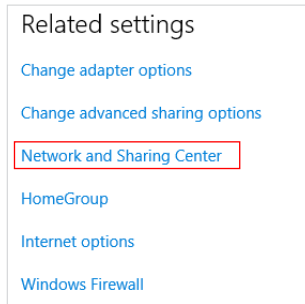 Related settings
Change adapter options
Change advanced sharing options
Network and Sharing Center
HomeGroup
Internet options
Windows Firewall